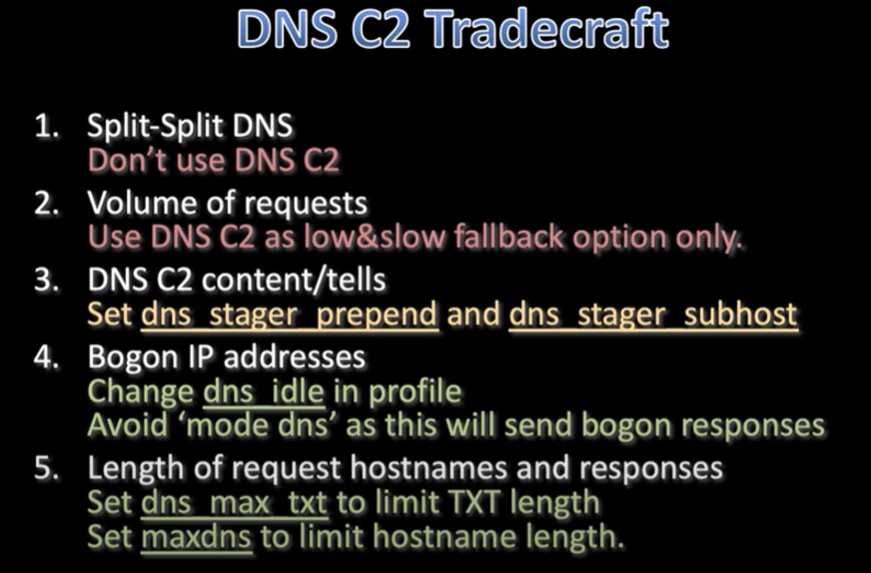 DNS C2 Tradecraft
1. Split-Split DNS
Don't use DNS C2
2. Volume of requests
Use DNS C2 as low&slow fallback option only.
3. DNS C2 content/tells
Set dns_stager_prepend and dns_stager_subhost
4. Bogon IP addresses
Change dns_idle in profile
Avoid 'mode dns' as this will send bogon responses
5. Length of request hostnames and responses
Set dns_max_txt to limit TXT length
Set maxdns to limit hostname length.